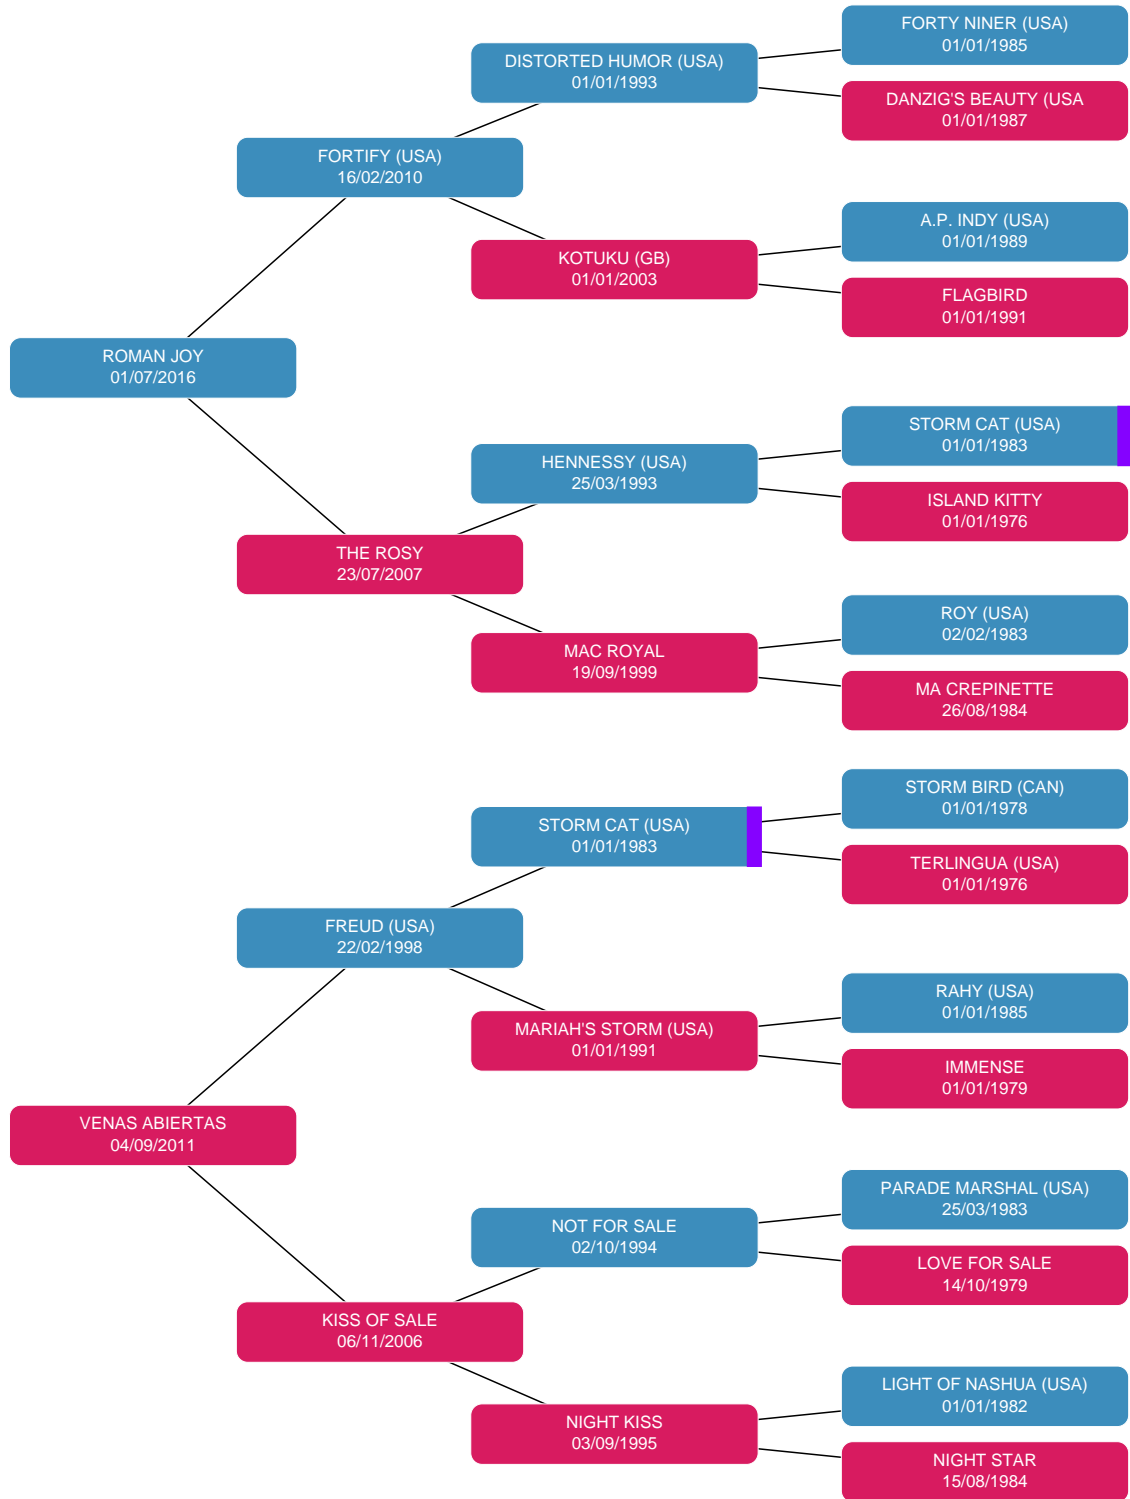 FORTY NINER (USA)
01/01/1985
DISTORTED HUMOR (USA)
01/01/1993
DANZIG'S BEAUTY (USA
01/01/1987
FORTIFY (USA)
16/02/2010
A.P. INDY (USA)
01/01/1989
KOTUKU (GB)
01/01/2003
FLAGBIRD
01/01/1991
ROMAN JOY
01/07/2016
STORM CAT (USA)
01/01/1983
HENNESSY (USA)
25/03/1993
ISLAND KITTY
01/01/1976
THE ROSY
23/07/2007
ROY (USA)
02/02/1983
MAC ROYAL
19/09/1999
MA CREPINETTE
26/08/1984
STORM BIRD (CAN)
01/01/1978
STORM CAT (USA)
01/01/1983
TERLINGUA (USA)
01/01/1976
FREUD (USA)
22/02/1998
RAHY (USA)
01/01/1985
MARIAH'S STORM (USA)
01/01/1991
IMMENSE
01/01/1979
VENAS ABIERTAS
04/09/2011
PARADE MARSHAL (USA)
25/03/1983
NOT FOR SALE
02/10/1994
LOVE FOR SALE
14/10/1979
KISS OF SALE
06/11/2006
LIGHT OF NASHUA (USA)
01/01/1982
NIGHT KISS
03/09/1995
NIGHT STAR
15/08/1984